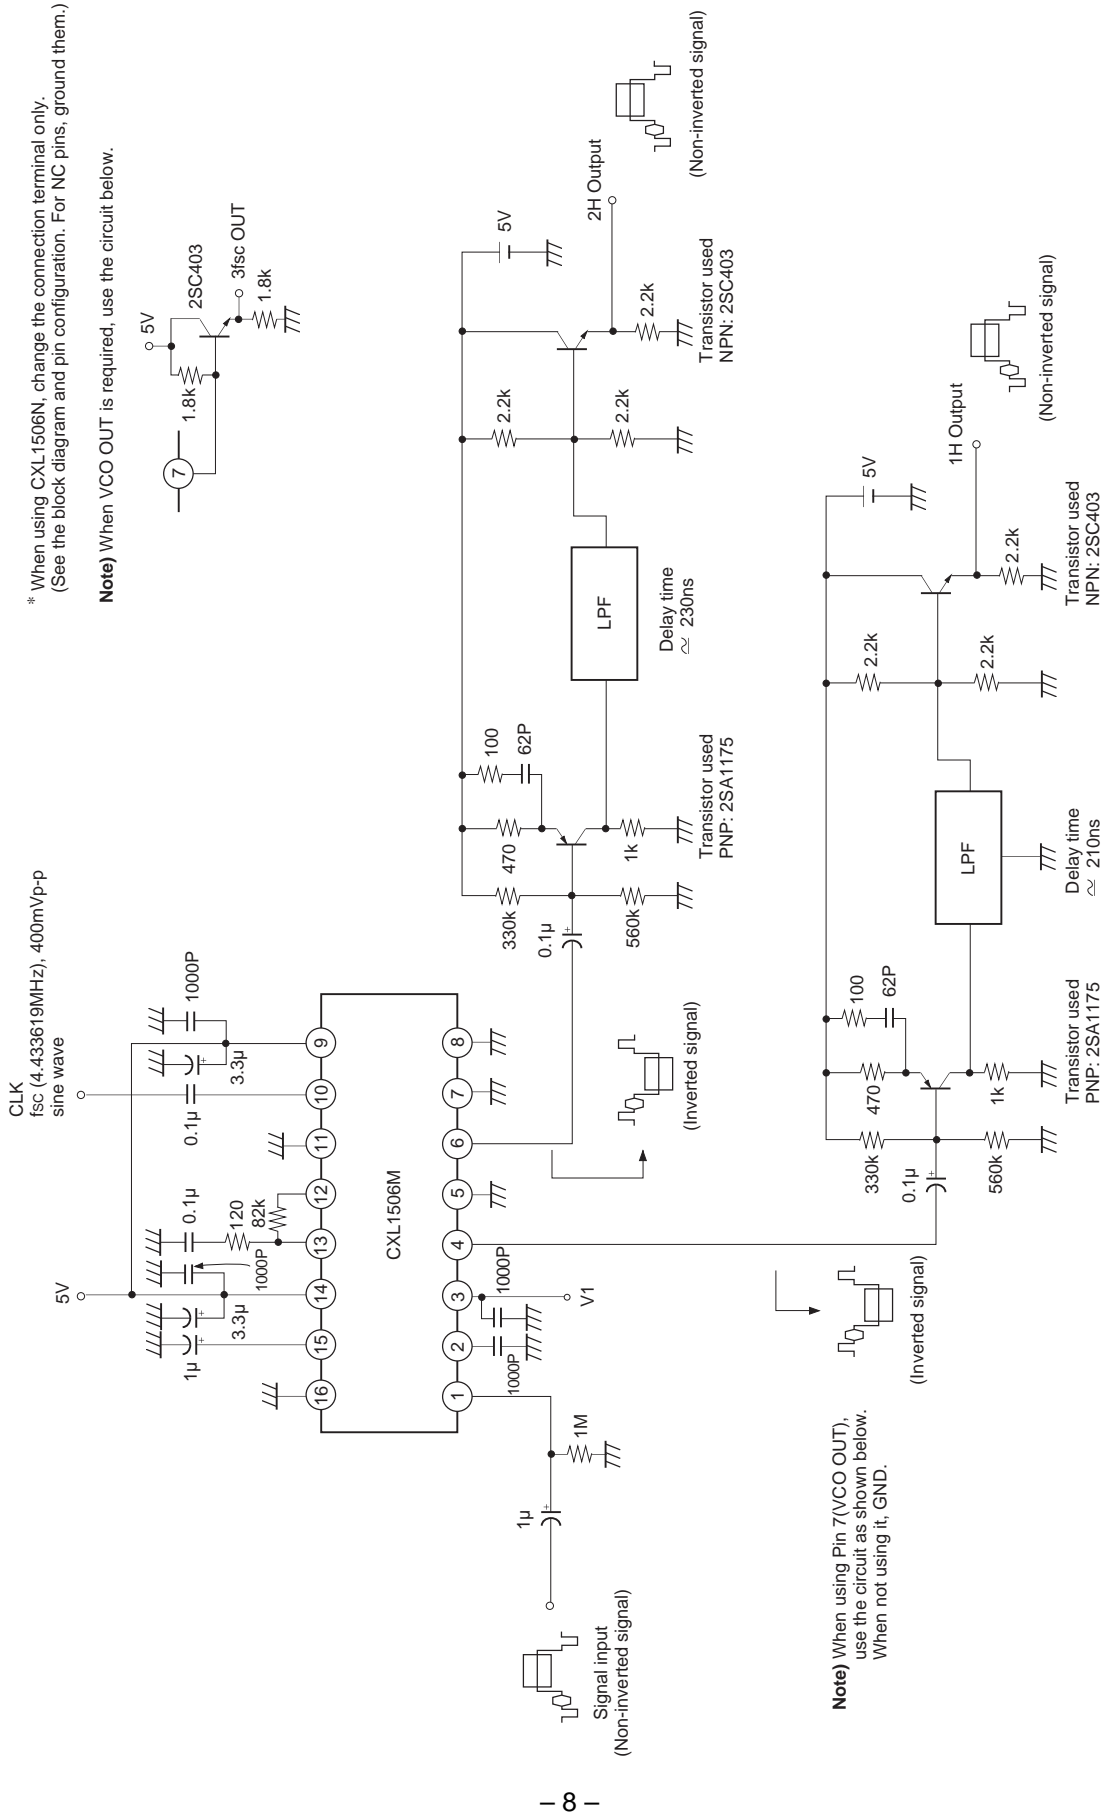 * When using CXL1506N, change the connection terminal only.
(See the block diagram and pin configuration. For NC pins, ground them.)
Note) When VCO OUT is required, use the circuit below.
5V
1.8k
2SC403
3fsc OUT
1.8k
7
CLK
fsc (4.433619MHz), 400mVp-p
sine wave
5V
1µ
3.3µ
1000P
0.1µ
120
82k
0.1µ
3.3µ
1000P
16
15
14
13
12
11
10
9
CXL1506M
1
2
3
4
5
6
7
8
1000P
1000P
V1
1µ
1M
Signal input
(Non-inverted signal)
(Inverted signal)
0.1µ
330k
560k
470
100
62P
1k
Transistor used
PNP: 2SA1175
LPF
Delay time
≃ 230ns
2.2k
2.2k
5V
2.2k
Transistor used
NPN: 2SC403
2H Output
(Non-inverted signal)
(Inverted signal)
0.1µ
330k
560k
470
100
62P
1k
Transistor used
PNP: 2SA1175
LPF
Delay time
≃ 210ns
2.2k
2.2k
5V
2.2k
Transistor used
NPN: 2SC403
1H Output
(Non-inverted signal)
Note) When using Pin 7(VCO OUT),
use the circuit as shown below.
When not using it, GND.
– 8 –